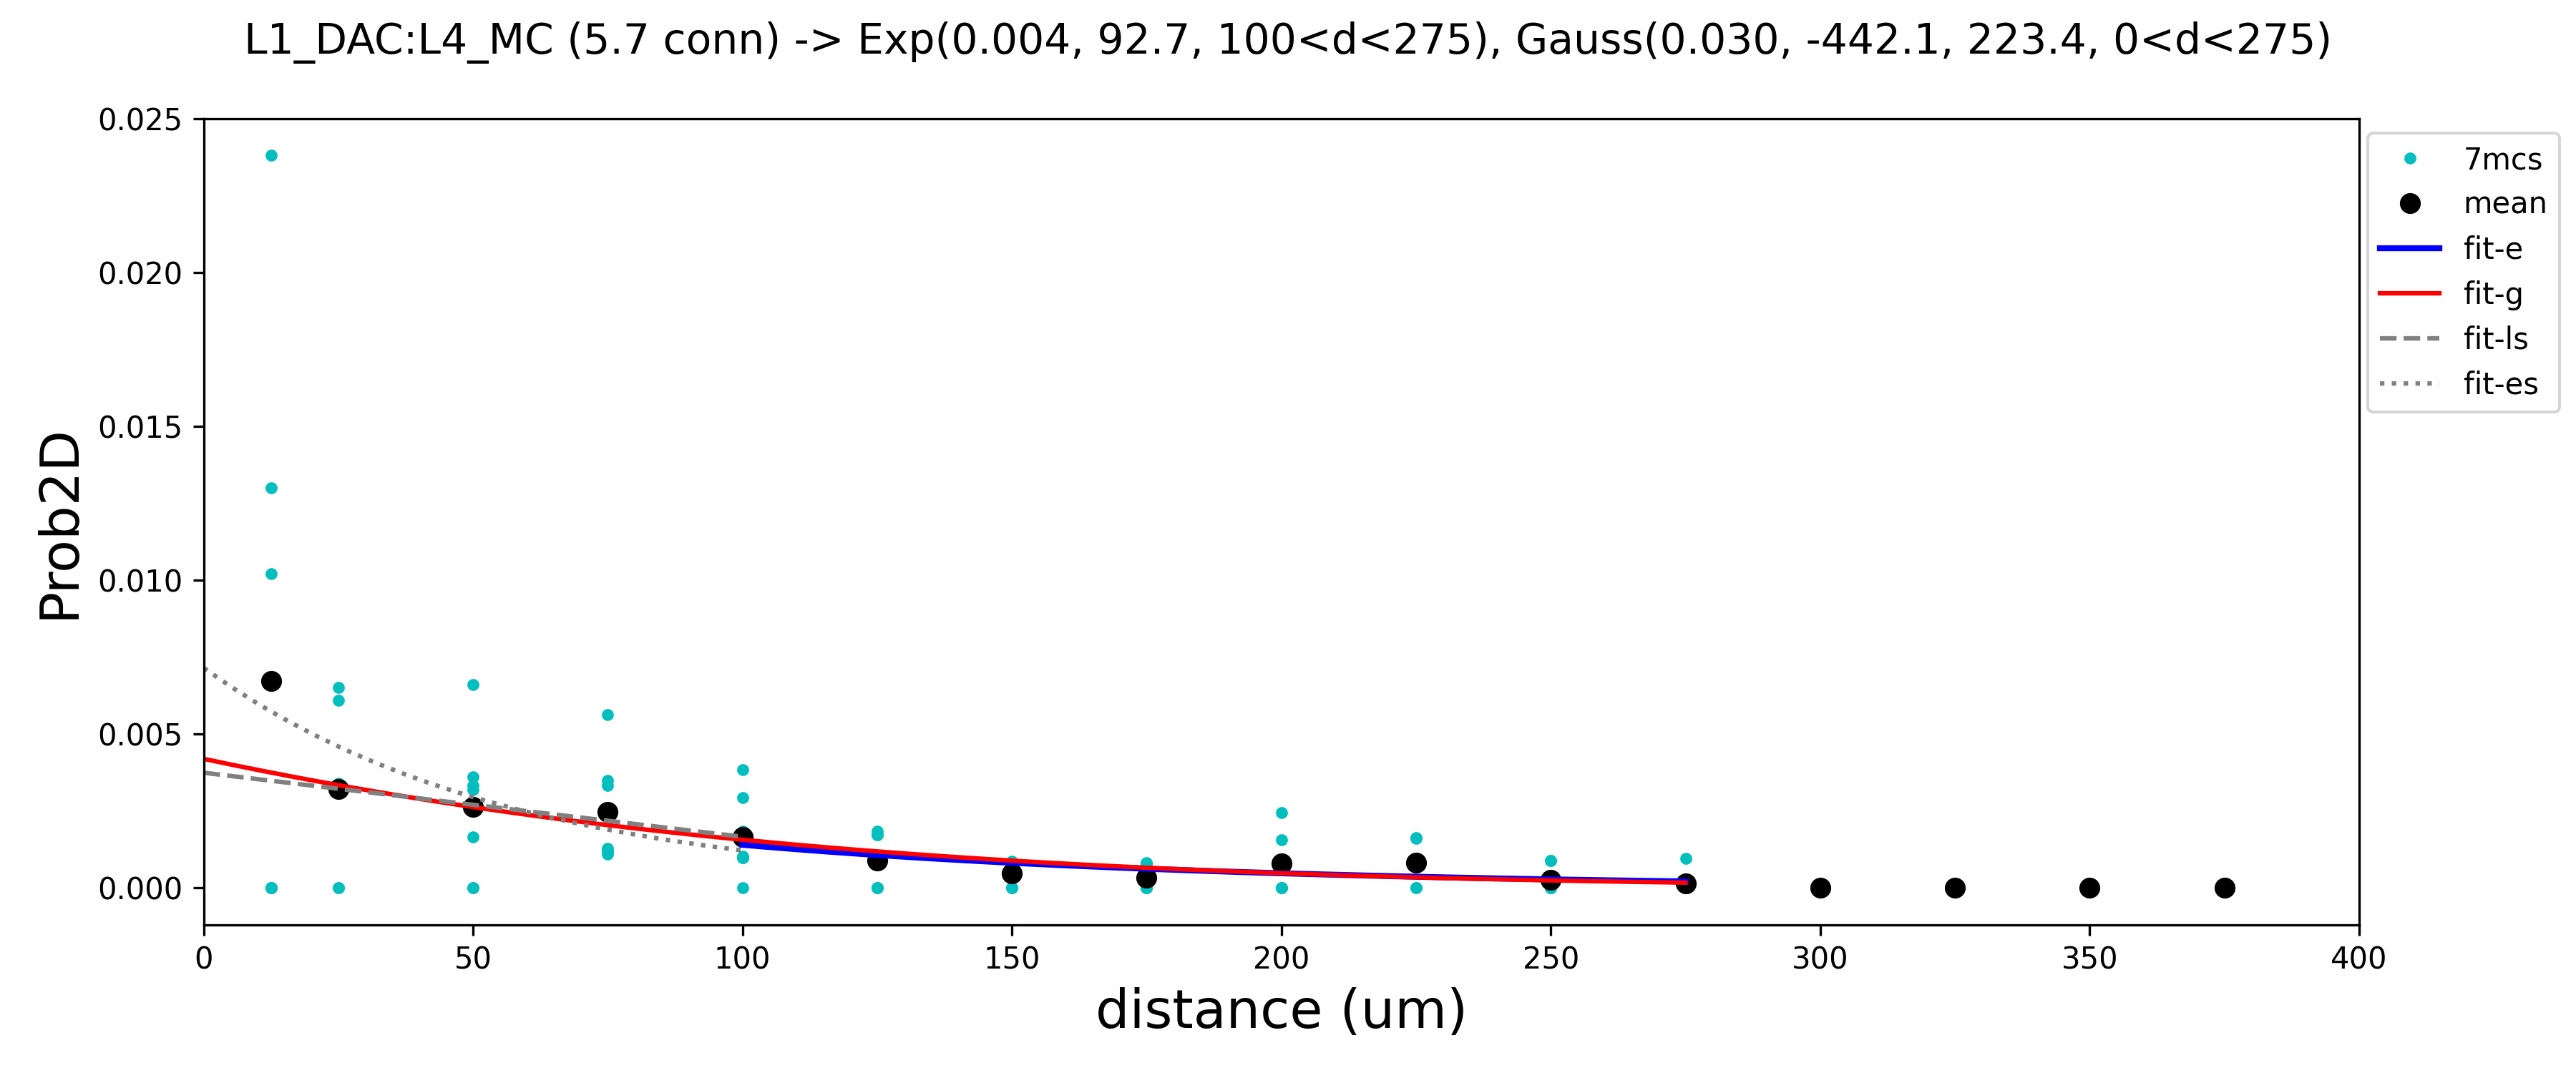 L1_DAC:L4_MC (5.7 conn) -> Exp(0.004, 92.7, 100<d<275), Gauss(0.030, -442.1, 223.4, 0<d<275)
0.025
0.020
0.015
0.010
0.005
0.000
Prob2D
0 50 100 150 200 250 300 350 400
distance (um)
7mcs
mean
fit-e
fit-g
fit-ls
fit-es